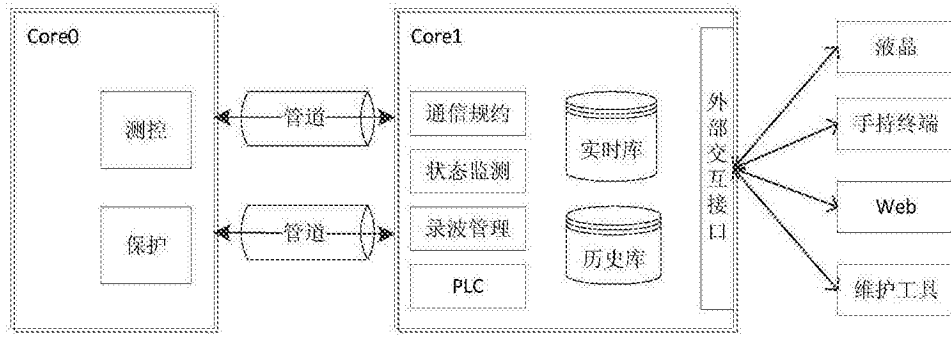 Core0
测控
保护
管道
管道
Core1
通信规约
状态监测
录波管理
PLC
实时库
历史库
外部交互接口
液晶
手持终端
Web
维护工具